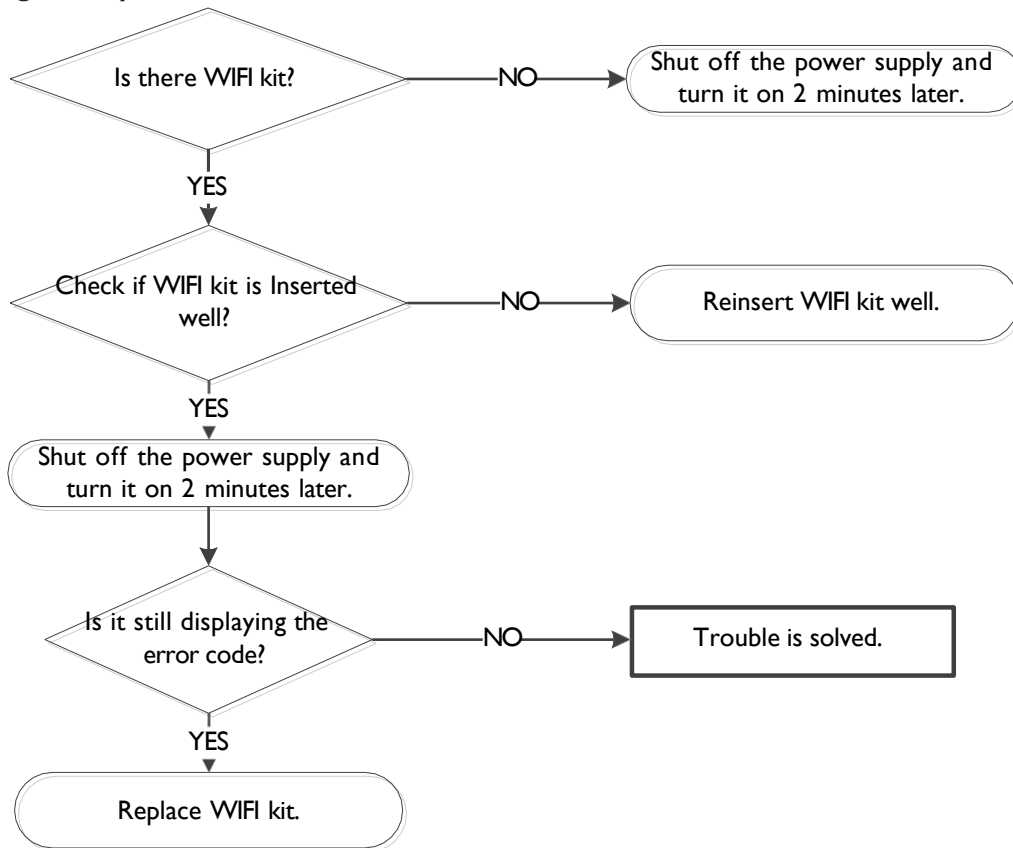 Is there WIFI kit?
NO
Shut off the power supply and
turn it on 2 minutes later.
YES
Check if WIFI kit is Inserted
well?
NO
Reinsert WIFI kit well.
YES
Shut off the power supply and
turn it on 2 minutes later.
Is it still displaying the
error code?
NO
Trouble is solved.
YES
Replace WIFI kit.